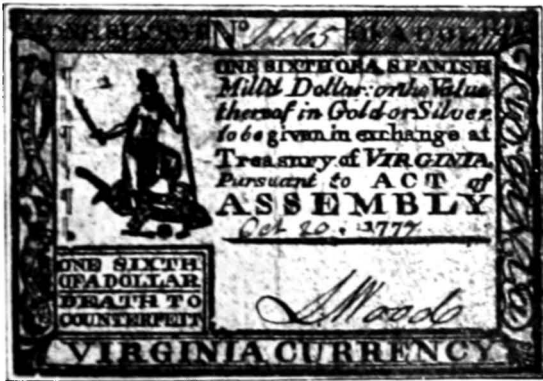 No
ONE SIXTH OF A SPANISH
Mill'd Dollar: or the Value
thereof in Gold or Silver
to be given in exchange at
Treasury of VIRGINIA,
Pursuant to ACT of
ASSEMBLY
Oct 20, 1777
ONE SIXTH
OF A DOLLAR
DEATH TO
COUNTERFEIT
Wood
VIRGINIA CURRENCY